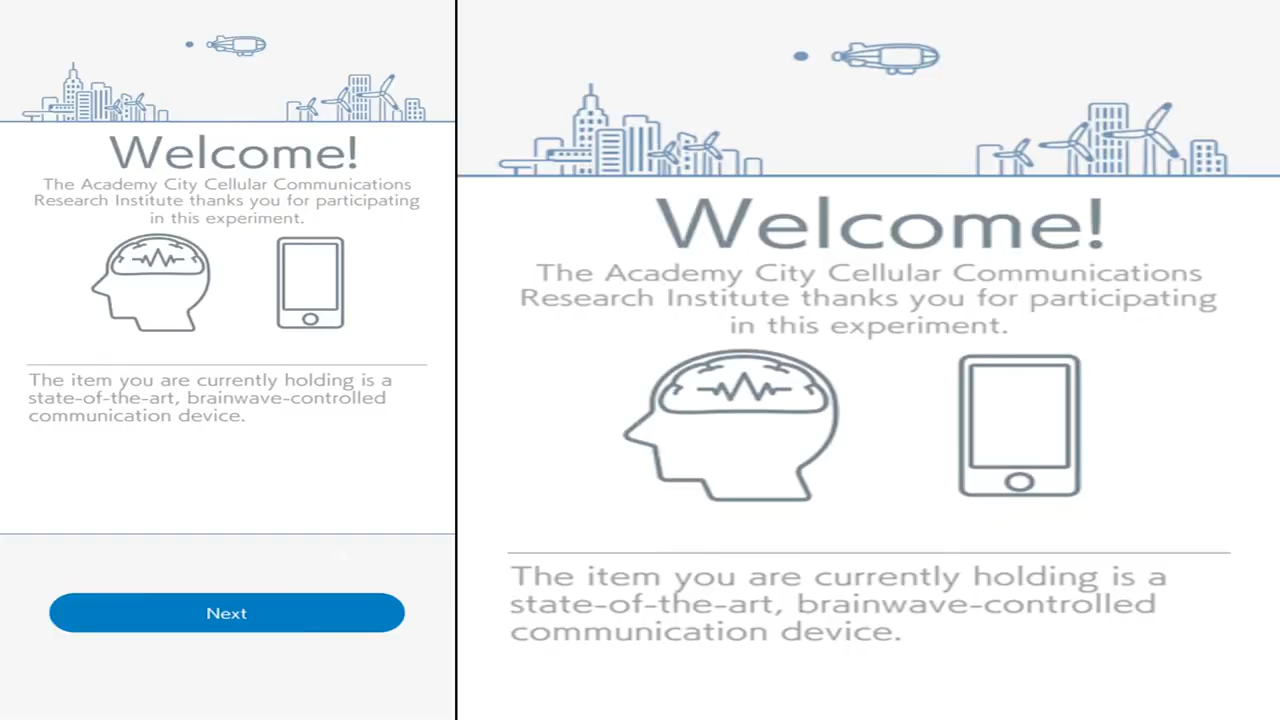 Welcome!
The Academy City Cellular Communications
Research Institute thanks you for participating
in this experiment.
The item you are currently holding is a
state-of-the-art, brainwave-controlled
communication device.
Next
Welcome!
The Academy City Cellular Communications
Research Institute thanks you for participating
in this experiment.
The item you are currently holding is a
state-of-the-art, brainwave-controlled
communication device.